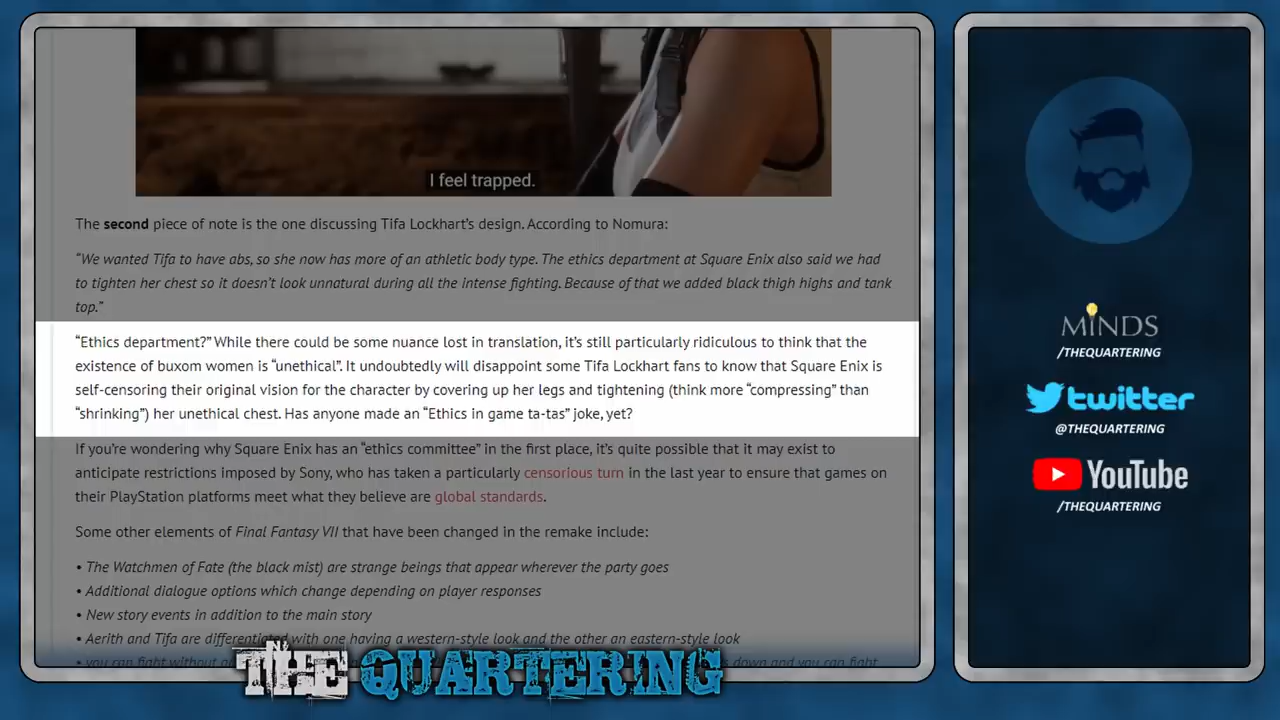 I feel trapped.
The second piece of note is the one discussing Tifa Lockhart's design. According to Nomura:
“We wanted Tifa to have abs, so she now has more of an athletic body type. The ethics department at Square Enix also said we had
to tighten her chest so it doesn't look unnatural during all the intense fighting. Because of that we added black thigh highs and tank
top.”
“Ethics department?” While there could be some nuance lost in translation, it's still particularly ridiculous to think that the
existence of buxom women is “unethical”. It undoubtedly will disappoint some Tifa Lockhart fans to know that Square Enix is
self-censoring their original vision for the character by covering up her legs and tightening (think more “compressing” than
“shrinking”) her unethical chest. Has anyone made an “Ethics in game ta-tas” joke, yet?
If you're wondering why Square Enix has an “ethics committee” in the first place, it's quite possible that it may exist to
anticipate restrictions imposed by Sony, who has taken a particularly censorious turn in the last year to ensure that games on
their PlayStation platforms meet what they believe are global standards.
Some other elements of Final Fantasy VII that have been changed in the remake include:
• The Watchmen of Fate (the black mist) are strange beings that appear wherever the party goes
• Additional dialogue options which change depending on player responses
• New story events in addition to the main story
• Aerith and Tifa are differentiated with one having a western-style look and the other an eastern-style look
• you can fight without down and you can fight
THE QUARTERING
MINDS
/THEQUARTERING
twitter
@THEQUARTERING
YouTube
/THEQUARTERING